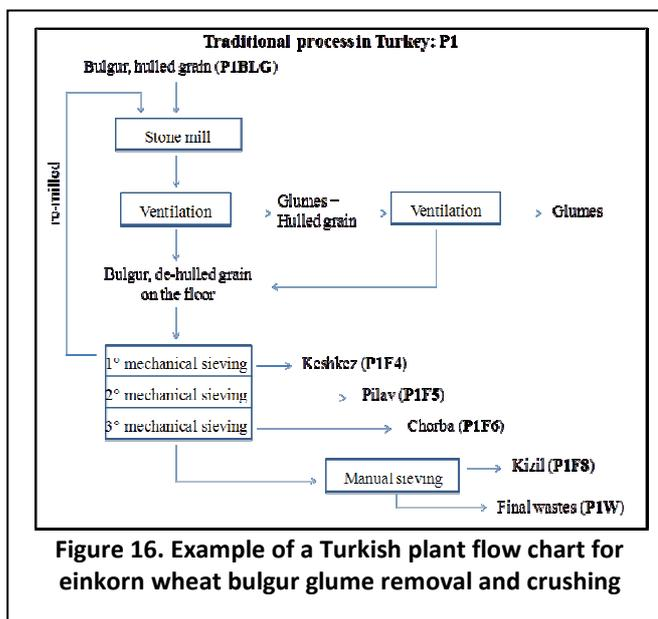 Traditional process in Turkey: P1
Bulgur, hulled grain (P1BLG)
Stone mill
re-milled
Ventilation
Glumes –
Hulled grain
Ventilation
Glumes
Bulgur, de-hulled grain
on the floor
1° mechanical sieving
Keshkez (P1F4)
2° mechanical sieving
Pilav (P1F5)
3° mechanical sieving
Chorba (P1F6)
Manual sieving
Kizil (P1F8)
Final wastes (P1W)
Figure 16. Example of a Turkish plant flow chart for
einkorn wheat bulgur glume removal and crushing